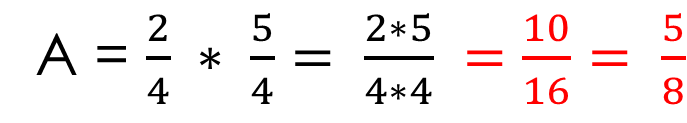 A = 2/4 * 5/4 = 2*5/4*4 = 10/16 = 5/8